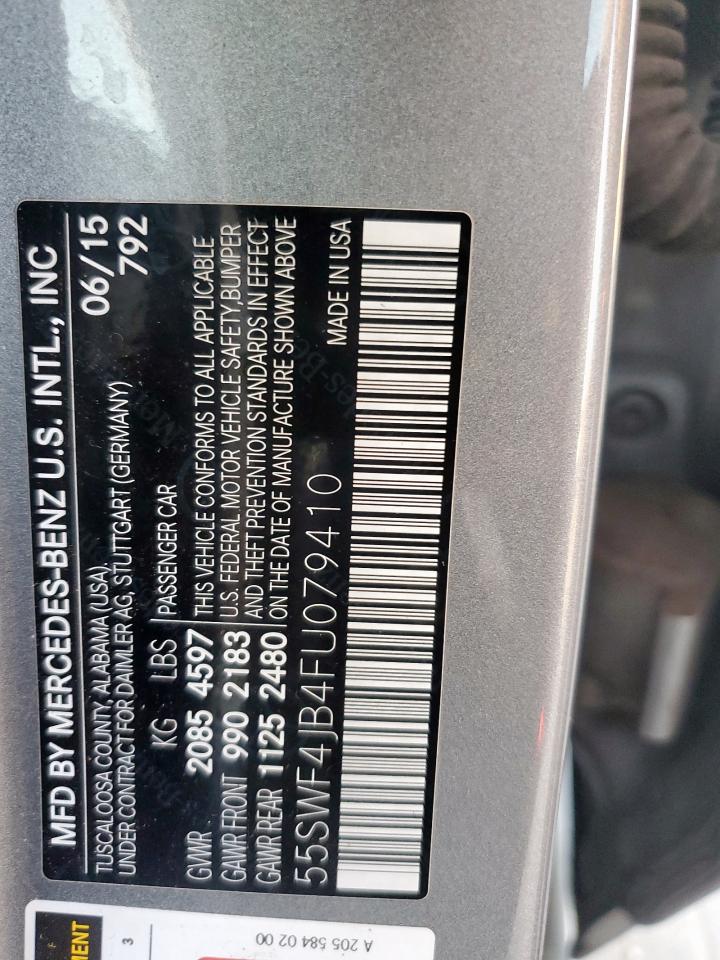 MFD BY MERCEDES-BENZ U.S. INTL., INC
TUSCALOOSA COUNTY, ALABAMA (USA), 06/15
UNDER CONTRACT FOR DAIMLER AG, STUTTGART (GERMANY) 792
KG LBS PASSENGER CAR
GVWR 2085 4597 THIS VEHICLE CONFORMS TO ALL APPLICABLE
GAWR FRONT 990 2183 U.S. FEDERAL MOTOR VEHICLE SAFETY,BUMPER
GAWR REAR 1125 2480 AND THEFT PREVENTION STANDARDS IN EFFECT
ON THE DATE OF MANUFACTURE SHOWN ABOVE
55SWF4JB4FU079410 MADE IN USA
MENT
3
A 205 584 02 00